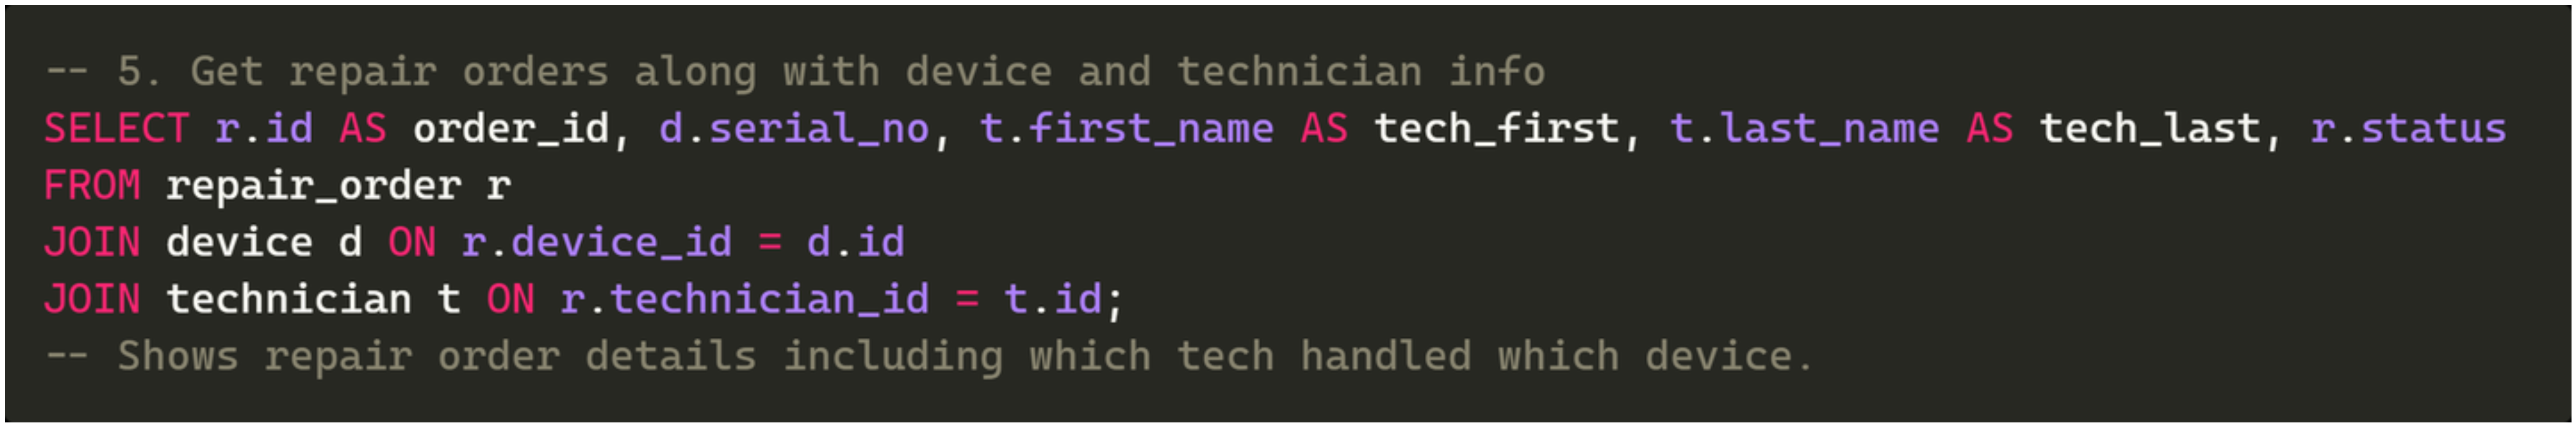 -- 5. Get repair orders along with device and technician info
SELECT r.id AS order_id, d.serial_no, t.first_name AS tech_first, t.last_name AS tech_last, r.status
FROM repair_order r
JOIN device d ON r.device_id = d.id
JOIN technician t ON r.technician_id = t.id;
-- Shows repair order details including which tech handled which device.